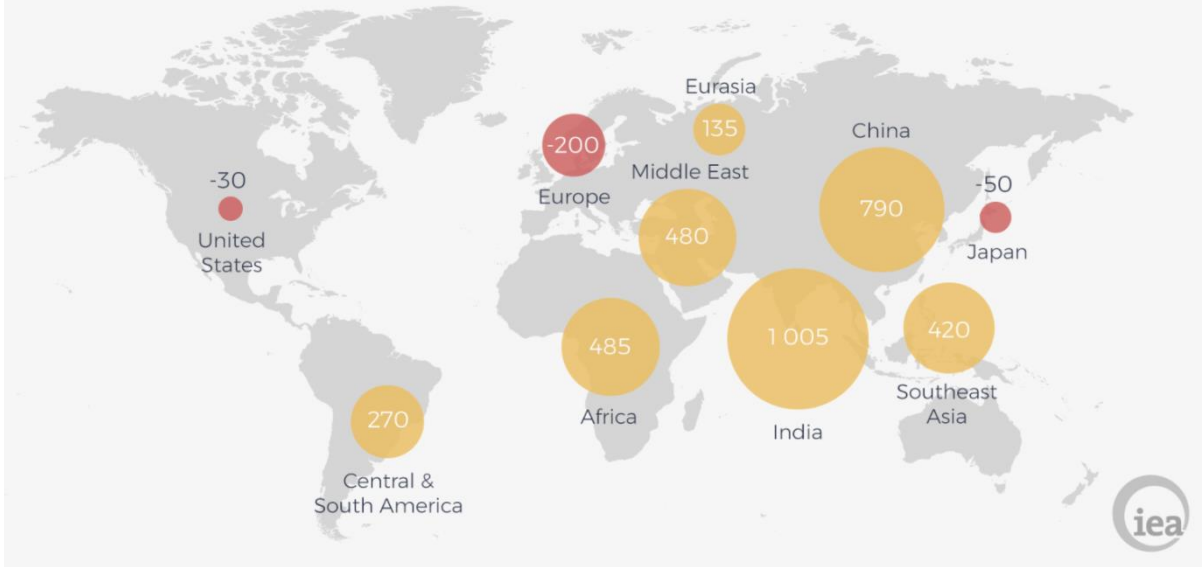 Eurasia
135
China
-200
Middle East
-50
-30
Europe
790
480
United
States
Japan
1 005
420
485
Southeast
Asia
270
Africa
India
Central &
South America
iea